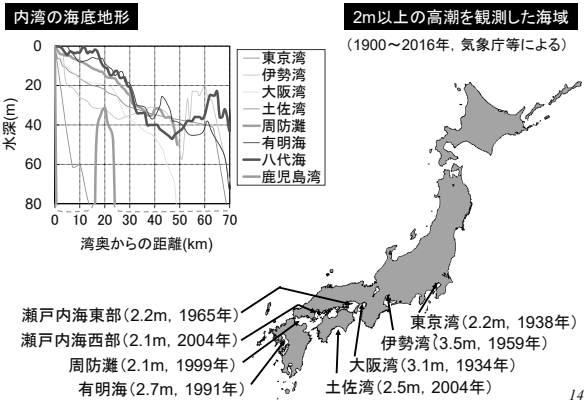 内湾の海底地形
2m以上の高潮を観測した海域
(1900~2016年, 気象庁等による)
水深(m)
0
20
40
60
80
0 10 20 30 40 50 60 70
湾奥からの距離(km)
東京湾
伊勢湾
大阪湾
土佐湾
周防灘
有明海
八代海
鹿児島湾
瀬戸内海東部(2.2m, 1965年)
瀬戸内海西部(2.1m, 2004年)
周防灘(2.1m, 1999年)
有明海(2.7m, 1991年)
東京湾(2.2m, 1938年)
伊勢湾(3.5m, 1959年)
大阪湾(3.1m, 1934年)
土佐湾(2.5m, 2004年)
14